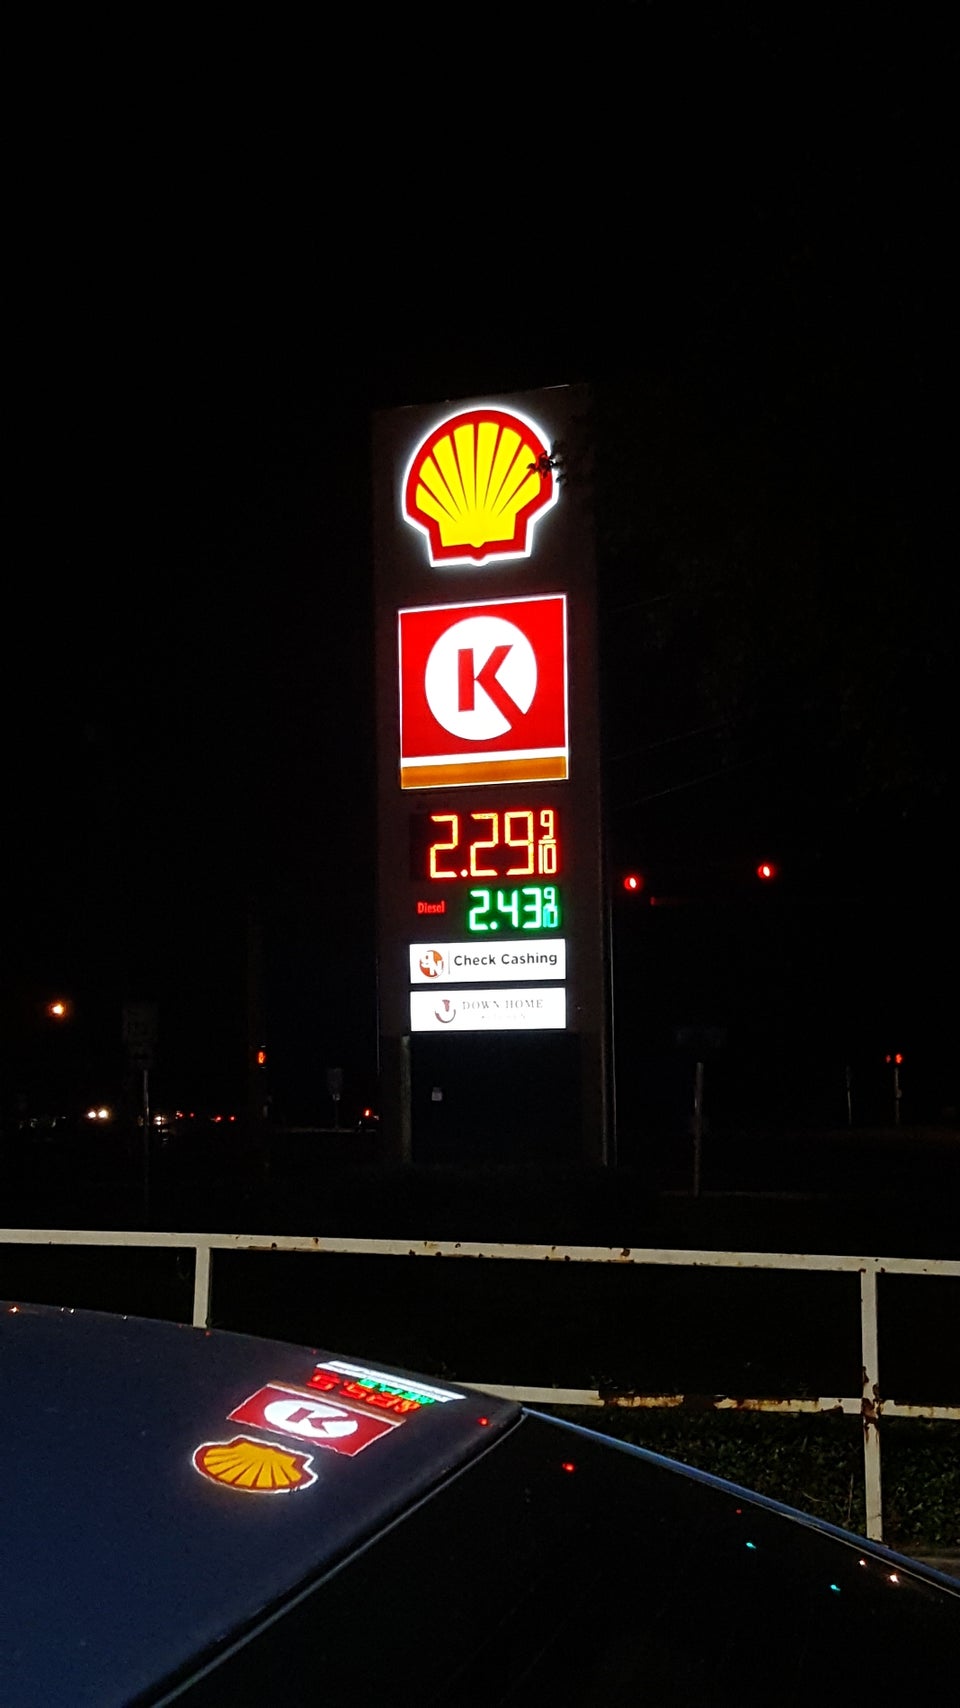 K
2.29 9/10
Diesel 2.43 9/10
Check Cashing
DOWN HOME